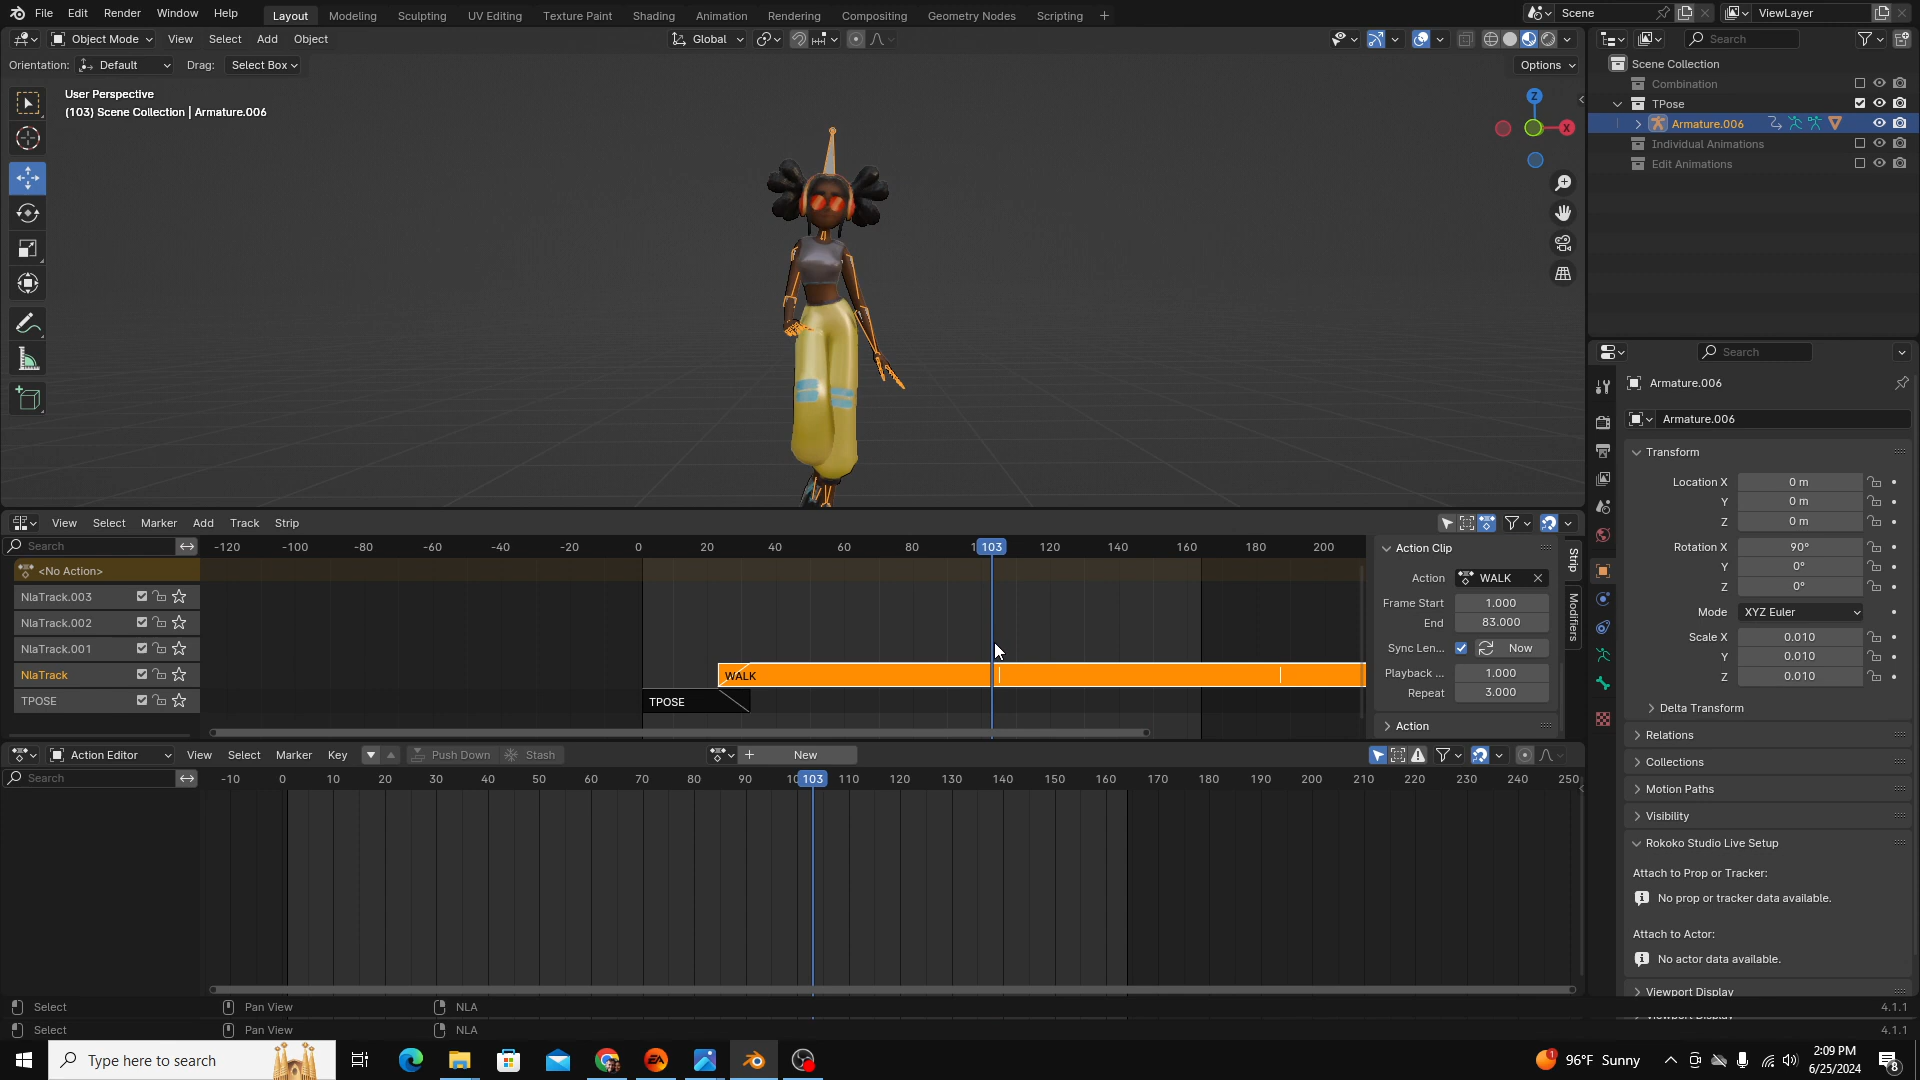 File Edit Render Window Help Layout Modeling Sculpting UV Editing Texture Paint Shading Animation Rendering Compositing Geometry Nodes Scripting + Scene ViewLayer
Object Mode View Select Add Object Global Search
Orientation: Default Drag: Select Box Options
Scene Collection
Combination
TPose
Armature.006
Individual Animations
Edit Animations
User Perspective
(103) Scene Collection | Armature.006
Z
X
Search
Armature.006
Armature.006
Transform
Location X 0 m
Y 0 m
Z 0 m
Rotation X 90°
Y 0°
Z 0°
Mode XYZ Euler
Scale X 0.010
Y 0.010
Z 0.010
Delta Transform
Relations
Collections
Motion Paths
Visibility
Rokoko Studio Live Setup
Attach to Prop or Tracker:
No prop or tracker data available.
Attach to Actor:
No actor data available.
Viewport Display
View Select Marker Add Track Strip
Search -120 -100 -80 -60 -40 -20 0 20 40 60 80 103 120 140 160 180 200
<No Action>
NlaTrack.003
NlaTrack.002
NlaTrack.001
NlaTrack WALK
TPOSE TPOSE
Action Clip
Action WALK
Frame Start 1.000
End 83.000
Sync Len... Now
Playback ... 1.000
Repeat 3.000
Action
Strip
Modifiers
Action Editor View Select Marker Key Push Down Stash + New
Search -10 0 10 20 30 40 50 60 70 80 90 103 110 120 130 140 150 160 170 180 190 200 210 220 230 240 250
Select Pan View NLA 4.1.1
Select Pan View NLA 4.1.1
Type here to search 96°F Sunny 2:09 PM
6/25/2024
8